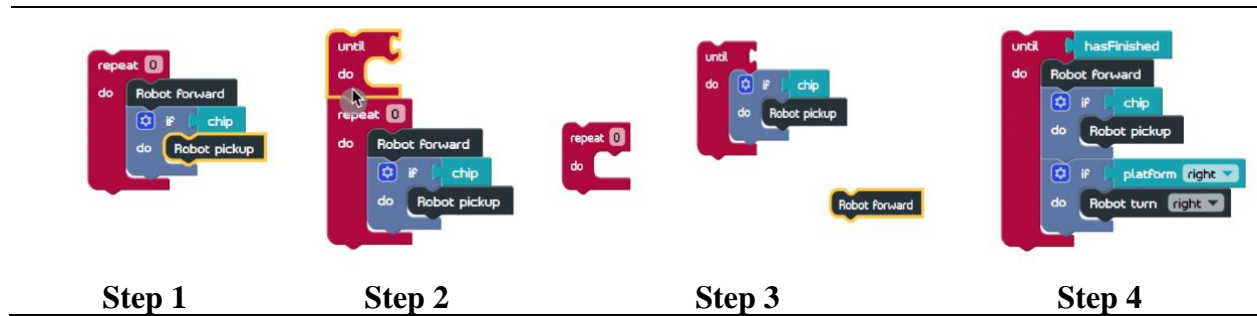 repeat 0
do Robot forward
if chip
do Robot pickup
until
do
repeat 0
do Robot forward
if chip
do Robot pickup
until
do if chip
do Robot pickup
repeat 0
do
Robot forward
until hasFinished
do Robot forward
if chip
do Robot pickup
if platform right
do Robot turn right
Step 1 Step 2 Step 3 Step 4